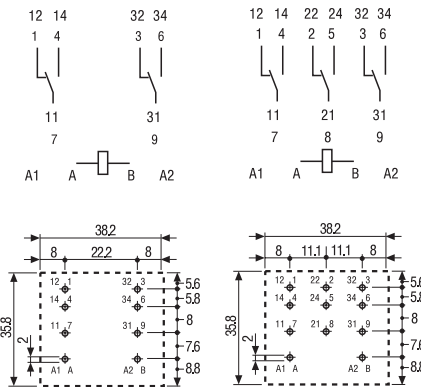 12 14 32 34
1 4 3 6
11 31
7 9
A1 A B A2
12 14 22 24 32 34
1 4 2 5 3 6
11 21 31
7 8 9
A1 A B A2
38.2
8 22.2 8
12 1 32 3
14 4 34 6
11 7 31 9
A1 A A2 B
35.8
2
5.6
5.8
8
7.6
8.8
38.2
8 11.1 11.1 8
12 1 22 2 32 3
14 4 24 5 34 6
11 7 21 8 31 9
A1 A A2 B
35.8
2
5.6
5.8
8
7.6
8.8